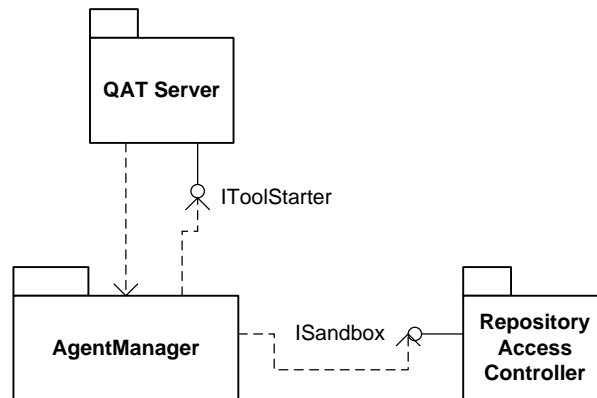 QAT Server
IToolStarter
AgentManager
ISandbox
Repository
Access
Controller